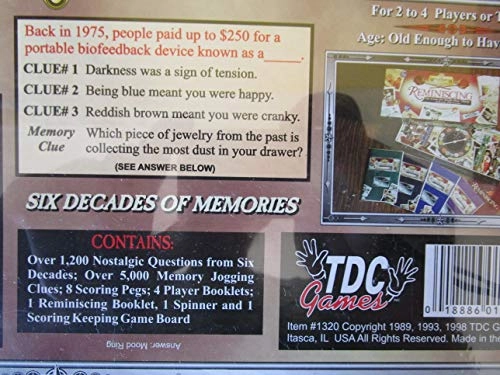 Back in 1975, people paid up to $250 for a
portable biofeedback device known as a_____.
CLUE# 1 Darkness was a sign of tension.
CLUE# 2 Being blue meant you were happy.
CLUE# 3 Reddish brown meant you were cranky.
Memory Which piece of jewelry from the past is
Clue collecting the most dust in your drawer?
(SEE ANSWER BELOW)
SIX DECADES OF MEMORIES
CONTAINS:
Over 1,200 Nostalgic Questions from Six
Decades; Over 5,000 Memory Jogging
Clues; 8 Scoring Pegs; 4 Player Booklets;
1 Reminiscing Booklet, 1 Spinner and 1
Scoring Keeping Game Board
Answer: Mood Ring
For 2 to 4 Players or
Age; Old Enough to Hav
REMINISCING
TDC
Games
0 18886 01
Item #1320 Copyright 1989, 1993, 1998 TDC G
Itasca, IL USA All Rights Reserved. Made in the